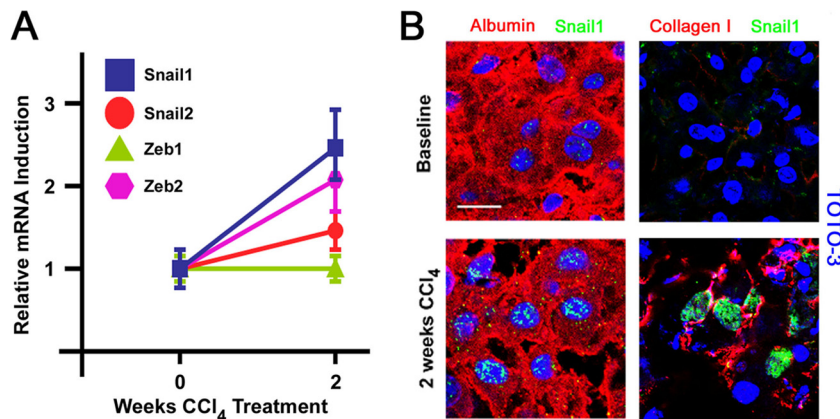 A
Relative mRNA Induction
3
2
1
Snail1
Snail2
Zeb1
Zeb2
0
2
Weeks CCl4 Treatment
B
Albumin Snail1
Collagen I Snail1
Baseline
2 weeks CCl4
TOTO-3